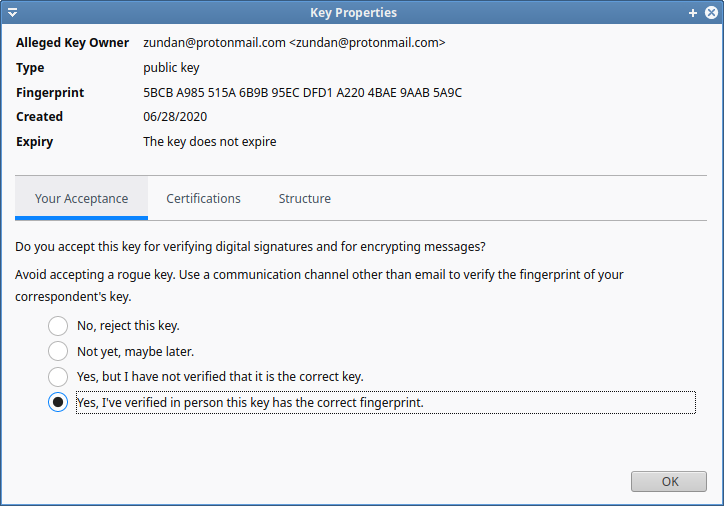 Key Properties
Alleged Key Owner zundan@protonmail.com <zundan@protonmail.com>
Type public key
Fingerprint 5BCB A985 515A 6B9B 95EC DFD1 A220 4BAE 9AAB 5A9C
Created 06/28/2020
Expiry The key does not expire
Your Acceptance Certifications Structure
Do you accept this key for verifying digital signatures and for encrypting messages?
Avoid accepting a rogue key. Use a communication channel other than email to verify the fingerprint of your
correspondent's key.
No, reject this key.
Not yet, maybe later.
Yes, but I have not verified that it is the correct key.
Yes, I've verified in person this key has the correct fingerprint.
OK